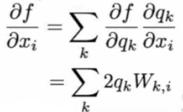 ∂f/∂x_i = ∑_k ∂f/∂q_k ∂q_k/∂x_i
= ∑_k 2q_k W_{k,i}